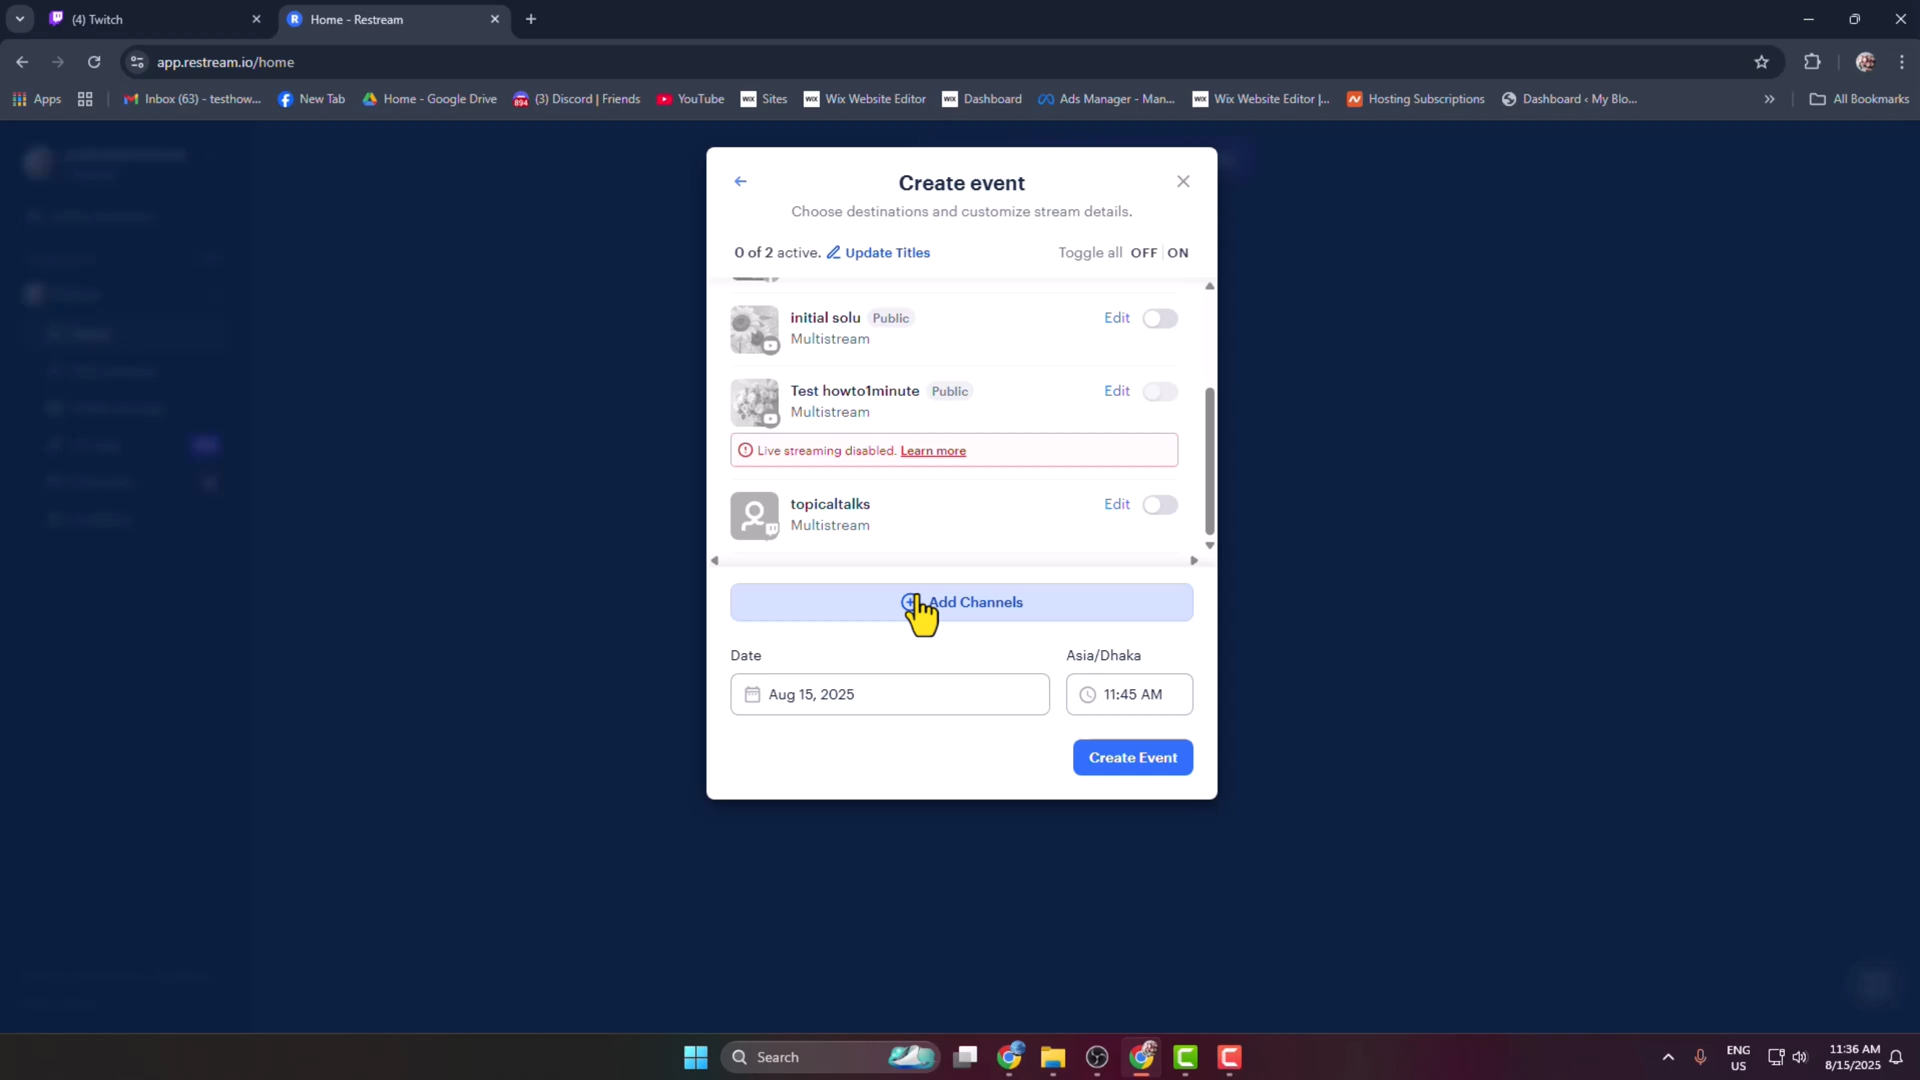 (4) Twitch
Home - Restream
app.restream.io/home
Apps
Inbox (63) - testhow...
New Tab
Home - Google Drive
(3) Discord | Friends
YouTube
Sites
Wix Website Editor
Dashboard
Ads Manager - Man...
Wix Website Editor |...
Hosting Subscriptions
Dashboard ‹ My Blo...
All Bookmarks
Create event
Choose destinations and customize stream details.
0 of 2 active. Update Titles
Toggle all OFF ON
initial solu Public
Edit
Multistream
Test howto1minute Public
Edit
Multistream
Live streaming disabled. Learn more
topicaltalks
Edit
Multistream
Add Channels
Date
Asia/Dhaka
Aug 15, 2025
11:45 AM
Create Event
Search
ENG
US
11:36 AM
8/15/2025